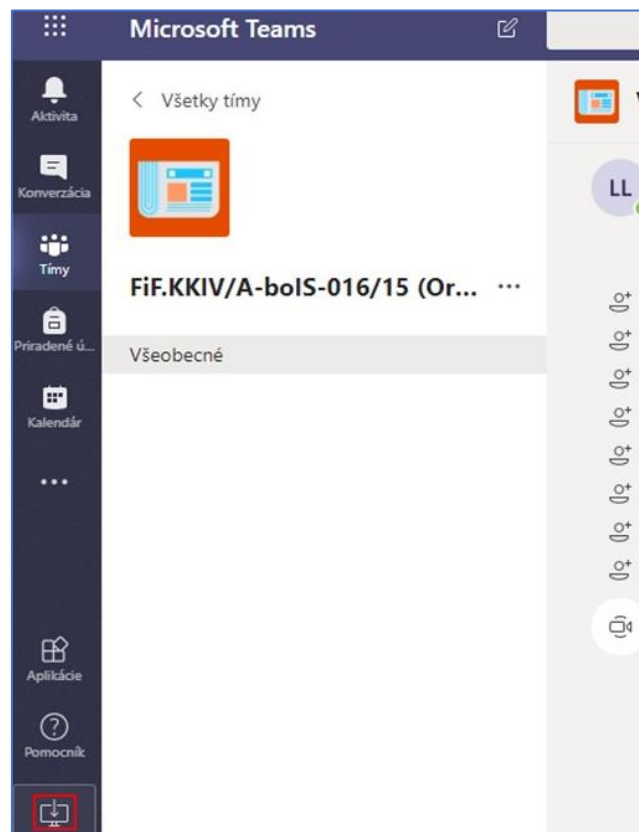 Microsoft Teams
Aktivita
Konverzácia
Tímy
Priradené ú...
Kalendár
Aplikácie
Pomocník
Všetky tímy
FiF.KKIV/A-boIS-016/15 (Or...
Všeobecné
LL